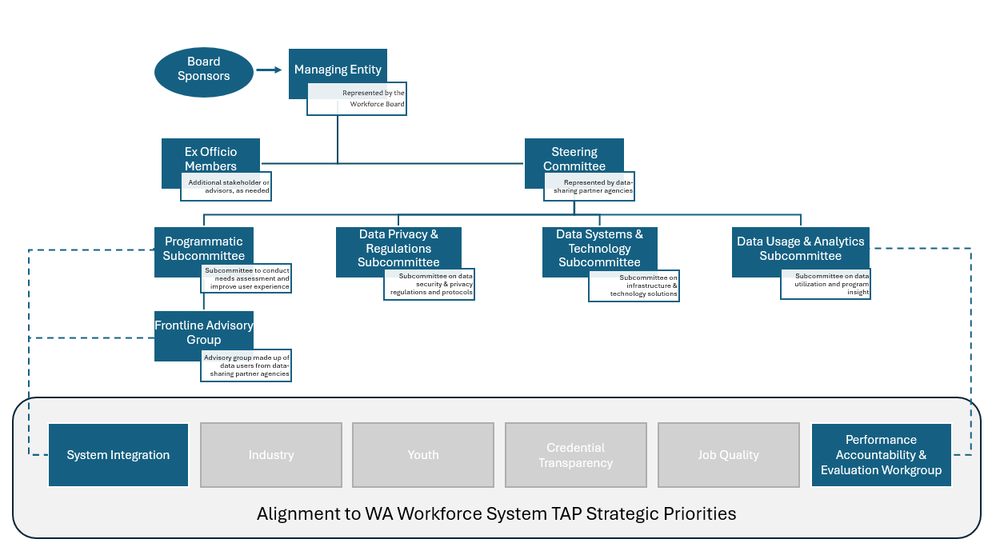 Board
Sponsors
Managing Entity
Represented by the
Workforce Board
Ex Officio
Members
Additional stakeholder or
advisors, as needed
Steering
Committee
Represented by data-
sharing partner agencies
Programmatic
Subcommittee
Subcommittee to conduct
needs assessment and
improve user experience
Data Privacy &
Regulations
Subcommittee
Subcommittee on data
security & privacy
regulations and protocols
Data Systems &
Technology
Subcommittee
Subcommittee on
infrastructure &
technology solutions
Data Usage & Analytics
Subcommittee
Subcommittee on data
utilization and program
insight
Frontline Advisory
Group
Advisory group made up of
data users from data-
sharing partner agencies
System Integration
Industry
Youth
Credential
Transparency
Job Quality
Performance
Accountability &
Evaluation Workgroup
Alignment to WA Workforce System TAP Strategic Priorities